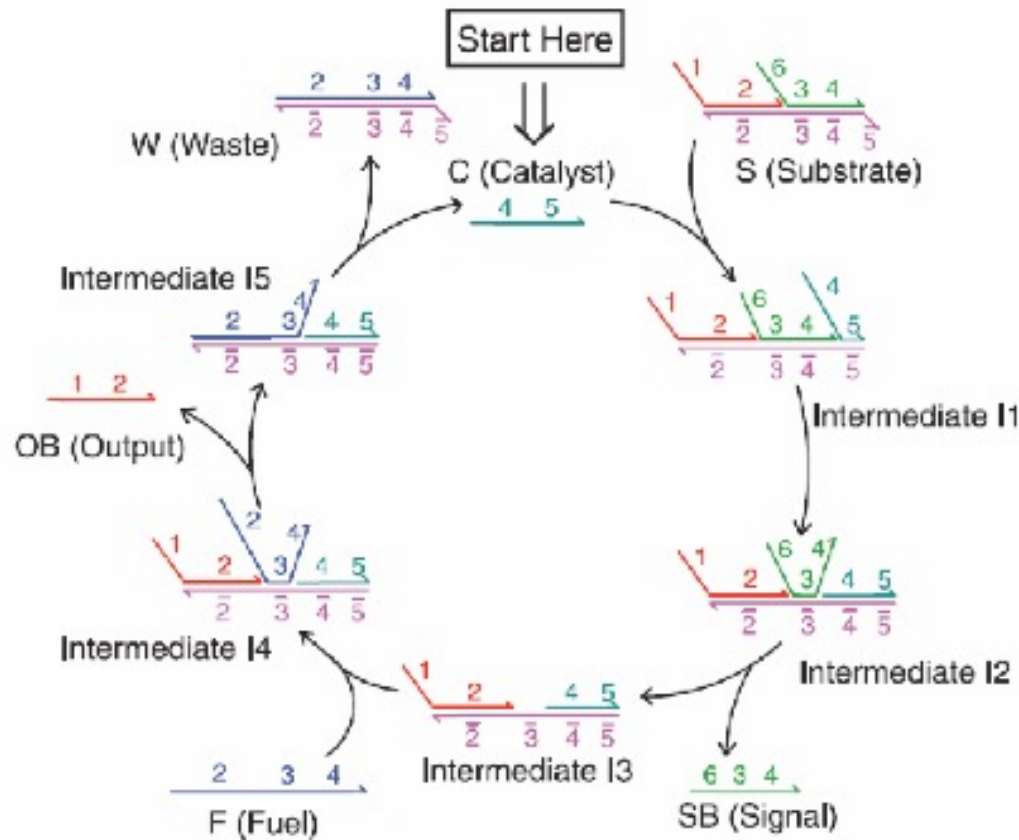 Start Here
2 3 4
2̅ 3̅ 4̅ 5̅
W (Waste)
1 2 6 3 4
2̅ 3̅ 4̅ 5̅
S (Substrate)
C (Catalyst)
4 5
Intermediate I5
2 3 4 4 5
2̅ 3̅ 4̅ 5̅
1 2 6 3 4 4 5
2̅ 3̅ 4̅ 5̅
Intermediate I1
1 2
OB (Output)
1 2 2 3 4 4 5
2̅ 3̅ 4̅ 5̅
Intermediate I4
1 2 6 3 4 4 5
2̅ 3̅ 4̅ 5̅
Intermediate I2
1 2 4 5
2̅ 3̅ 4̅ 5̅
Intermediate I3
2 3 4
F (Fuel)
6 3 4
SB (Signal)